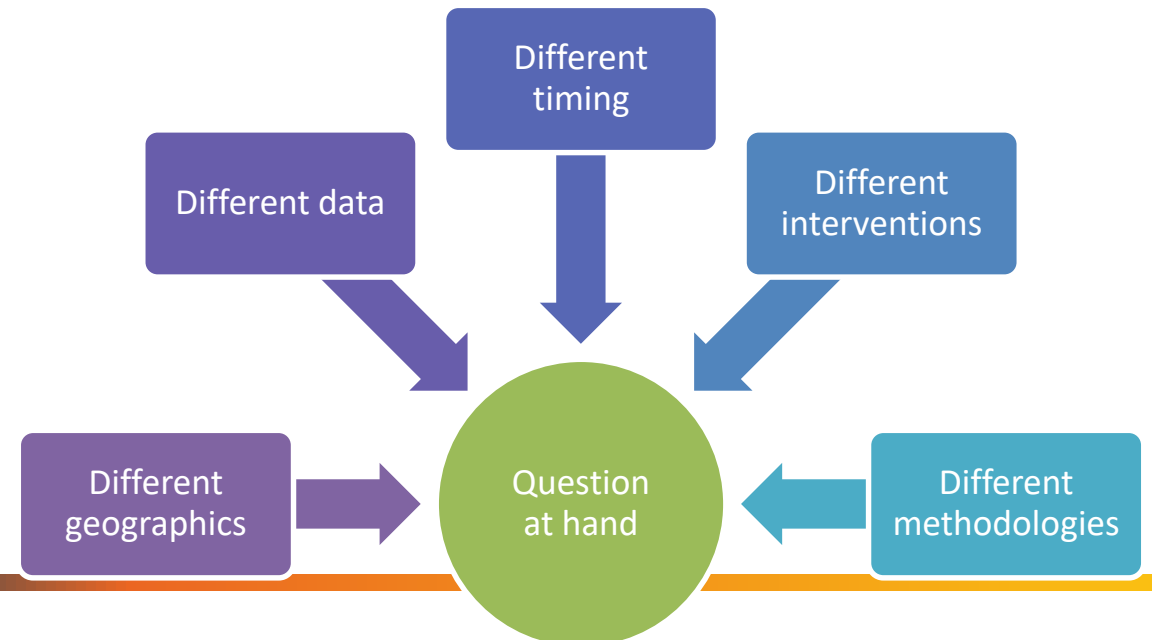 Different
timing
Different data
Different
interventions
Different
geographics
Question
at hand
Different
methodologies